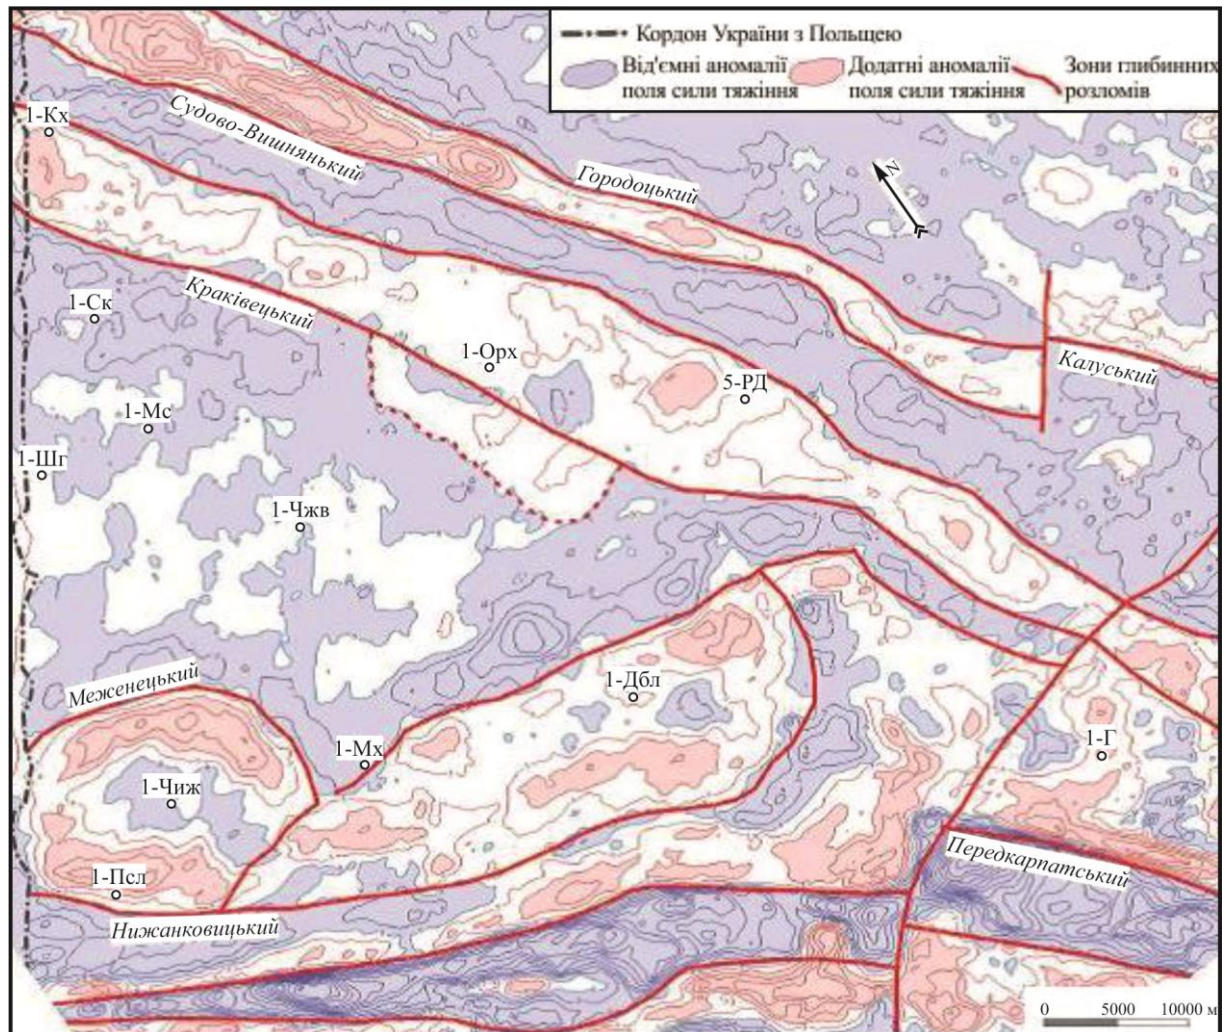 Кордон України з Польщею
Від'ємні аномалії
поля сили тяжіння
Додатні аномалії
поля сили тяжіння
Зони глибинних
розломів
1-Кх
Судово-Вишнянький
Городоцький
N
1-Ск
Краківецький
1-Орх
5-РД
Калуський
1-Мс
1-Шг
1-Чжв
Меженецький
1-Дбл
1-Мх
1-Г
1-Чиж
Передкарпатський
1-Псл
Нижанковицький
0 5000 10000 м